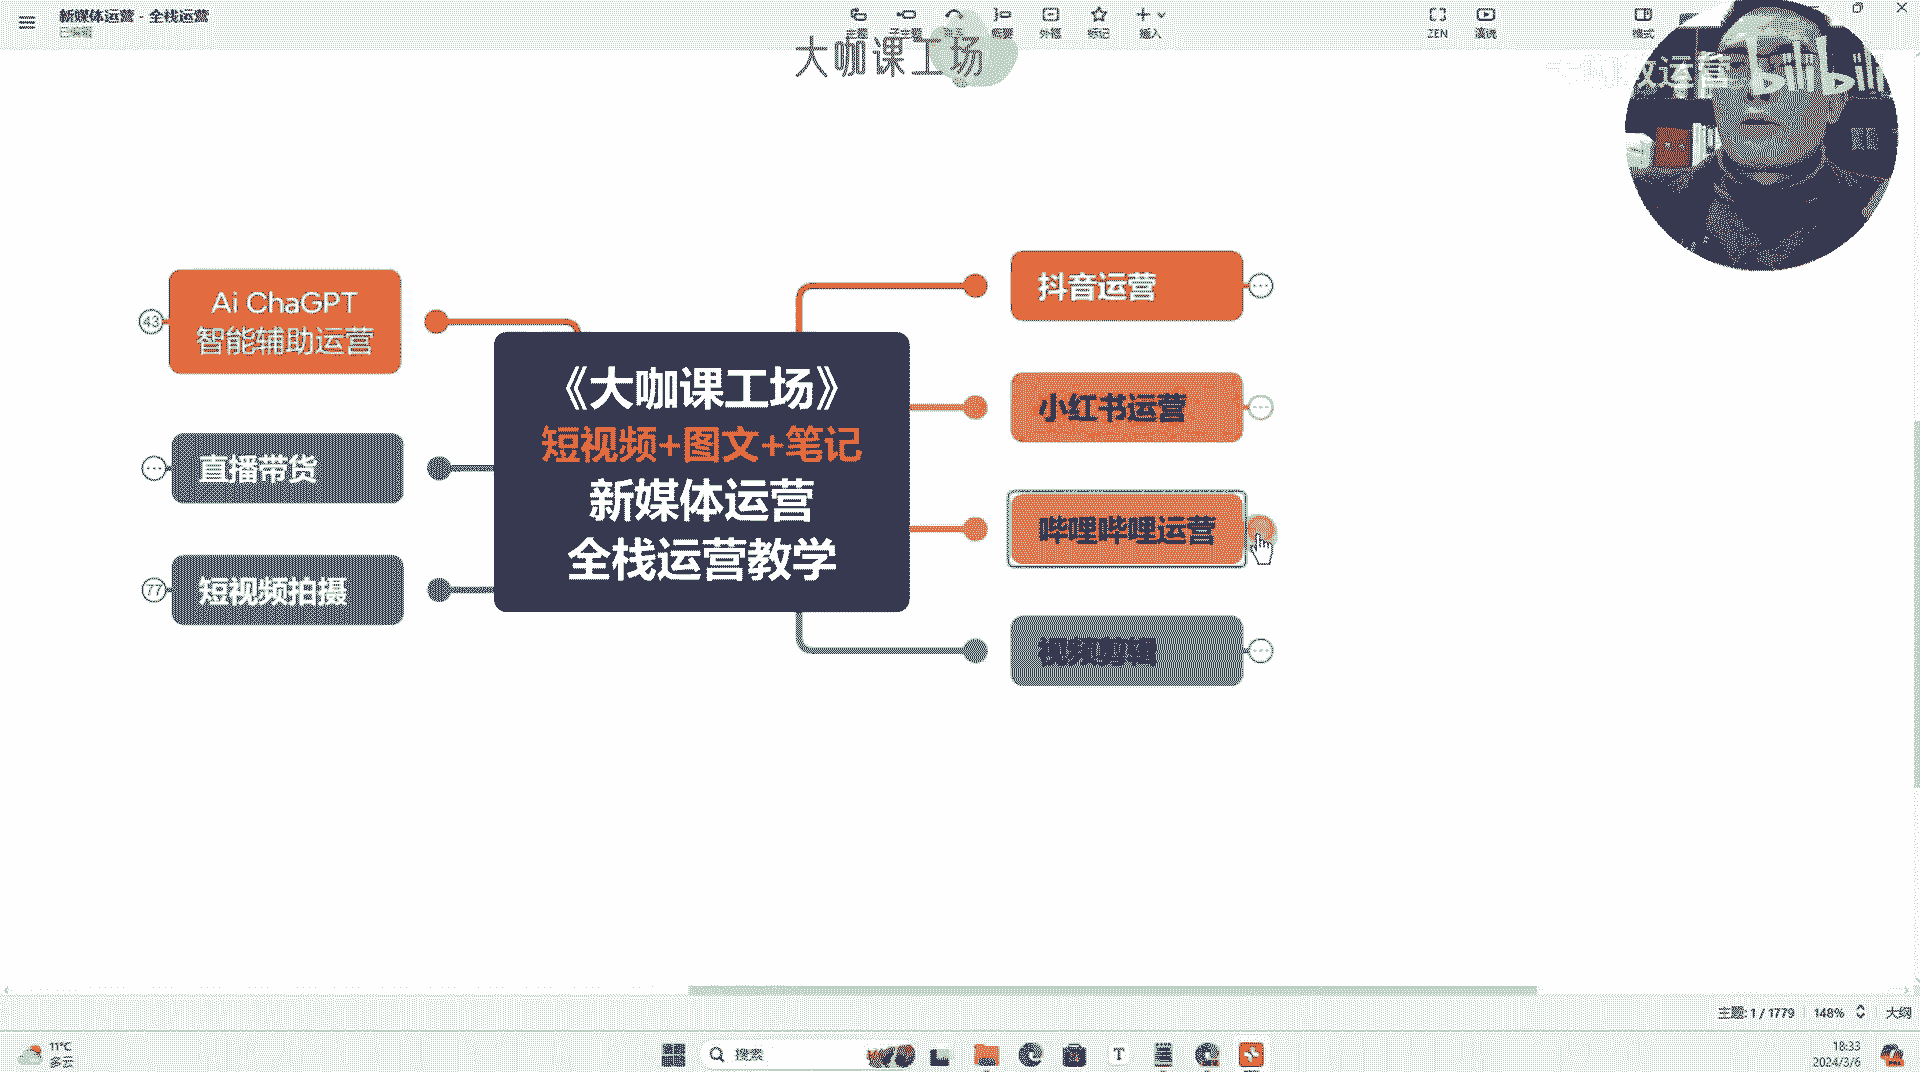 新媒体运营 - 全栈运营
已编辑
主题
子主题
概要
外框
标记
插入
ZEN
演说
格式
大咖课工场
教运营
bilibili
Ai ChaGPT
智能辅助运营
43
直播带货
短视频拍摄
77
《大咖课工场》
短视频+图文+笔记
新媒体运营
全栈运营教学
抖音运营
小红书运营
哔哩哔哩运营
视频剪辑
主题: 1 / 1779
148%
大纲
11°C
多云
搜索
18:33
2024/3/6